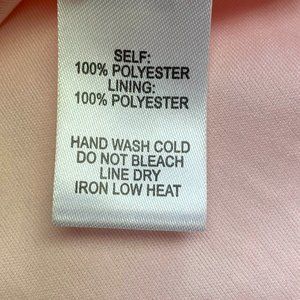 SELF:
100% POLYESTER
LINING:
100% POLYESTER
HAND WASH COLD
DO NOT BLEACH
LINE DRY
IRON LOW HEAT